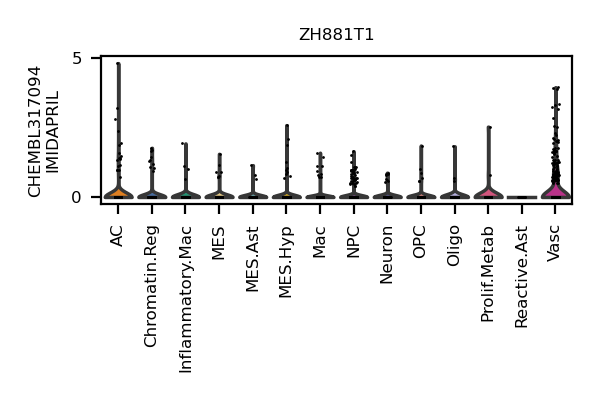 ZH881T1
CHEMBL317094
IMIDAPRIL
5
0
AC
Chromatin.Reg
Inflammatory.Mac
MES
MES.Ast
MES.Hyp
Mac
NPC
Neuron
OPC
Oligo
Prolif.Metab
Reactive.Ast
Vasc